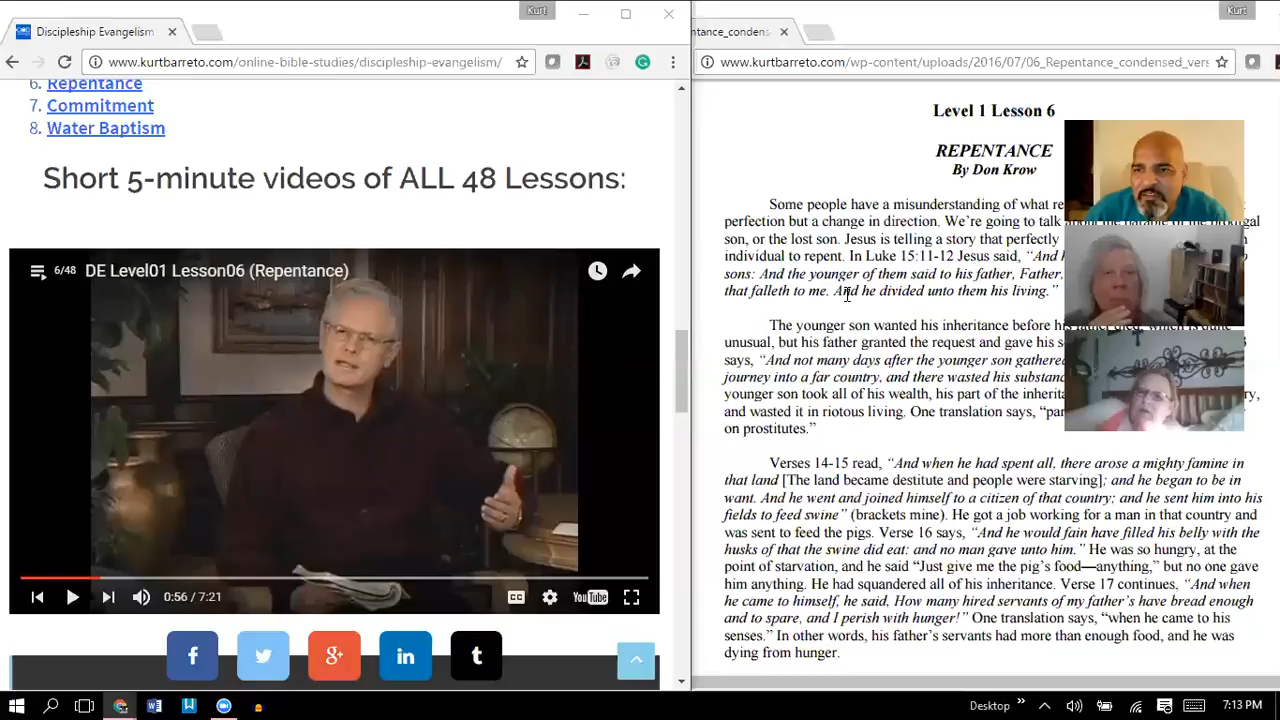 Kurt
Kurt
Discipleship Evangelism
ntance_condens
www.kurtbarreto.com/online-bible-studies/discipleship-evangelism/
www.kurtbarreto.com/wp-content/uploads/2016/07/06_Repentance_condensed_vers
6. Repentance
7. Commitment
8. Water Baptism
Short 5-minute videos of ALL 48 Lessons:
6/48 DE Level01 Lesson06 (Repentance)
0:56 / 7:21
CC
YouTube
f
g+
in
t
Level 1 Lesson 6
REPENTANCE
By Don Krow
Some people have a misunderstanding of what
perfection but a change in direction. We're going to talk about the parable of the prodigal
son, or the lost son. Jesus is telling a story that perfectly
individual to repent. In Luke 15:11-12 Jesus said, "And
sons: And the younger of them said to his father, Father,
that falleth to me. And he divided unto them his living."
The younger son wanted his inheritance before his father died, which is quite
unusual, but his father granted the request and gave his
says, "And not many days after the younger son gathered
journey into a far country, and there wasted his substan
younger son took all of his wealth, his part of the
and wasted it in riotous living. One translation says,
on prostitutes."
Verses 14-15 read, "And when he had spent all, there arose a mighty famine in
that land [The land became destitute and people were starving]; and he began to be in
want. And he went and joined himself to a citizen of that country; and he sent him into his
fields to feed swine" (brackets mine). He got a job working for a man in that country and
was sent to feed the pigs. Verse 16 says, "And he would fain have filled his belly with the
husks of that the swine did eat: and no man gave unto him." He was so hungry, at the
point of starvation, and he said "Just give me the pig's food—anything," but no one gave
him anything. He had squandered all of his inheritance. Verse 17 continues, "And when
he came to himself, he said, How many hired servants of my father's have bread enough
and to spare, and I perish with hunger!" One translation says, "when he came to his
senses." In other words, his father's servants had more than enough food, and he was
dying from hunger.
Desktop
7:13 PM